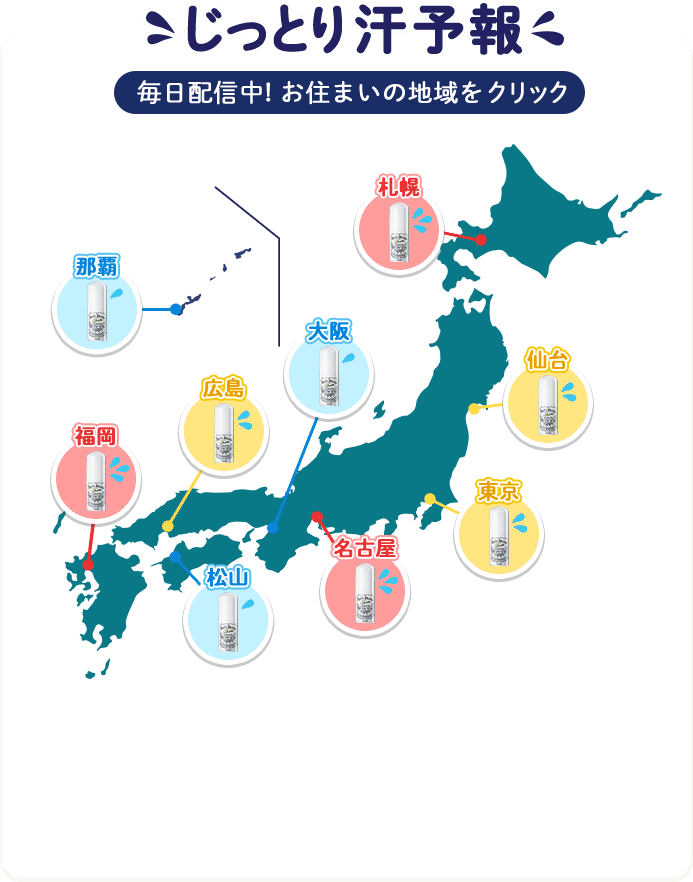 じっとり汗予報
毎日配信中! お住まいの地域をクリック
札幌
那覇
大阪
仙台
広島
福岡
東京
名古屋
松山